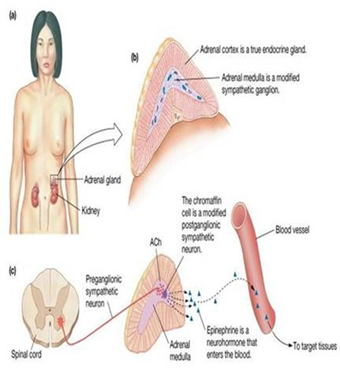 (a)
Adrenal gland
Kidney
(b)
Adrenal cortex is a true endocrine gland.
Adrenal medulla is a modified
sympathetic ganglion.
(c)
Spinal cord
Preganglionic
sympathetic
neuron
ACh
The chromaffin
cell is a modified
postganglionic
sympathetic
neuron.
Adrenal
medulla
Epinephrine is a
neurohormone that
enters the blood.
Blood vessel
To target tissues